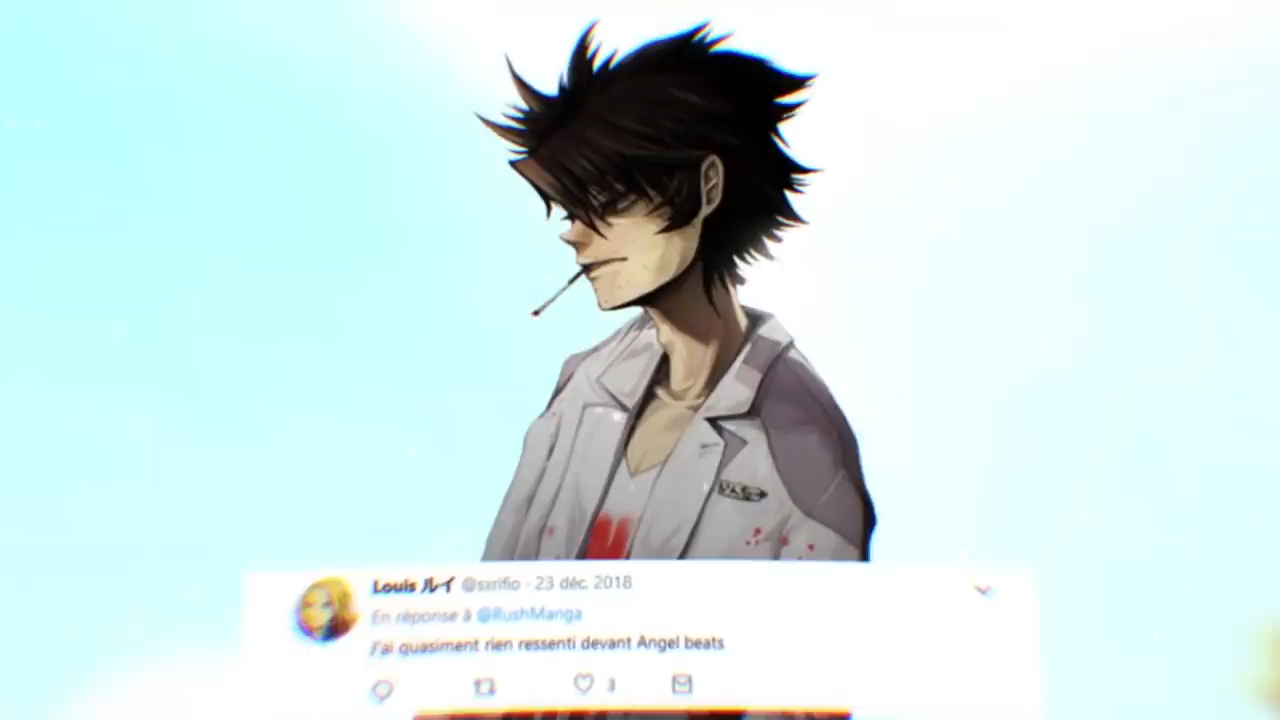 Louis ルイ @sxrifio · 23 déc. 2018
En réponse à @RushManga
J'ai quasiment rien ressenti devant Angel beats
3